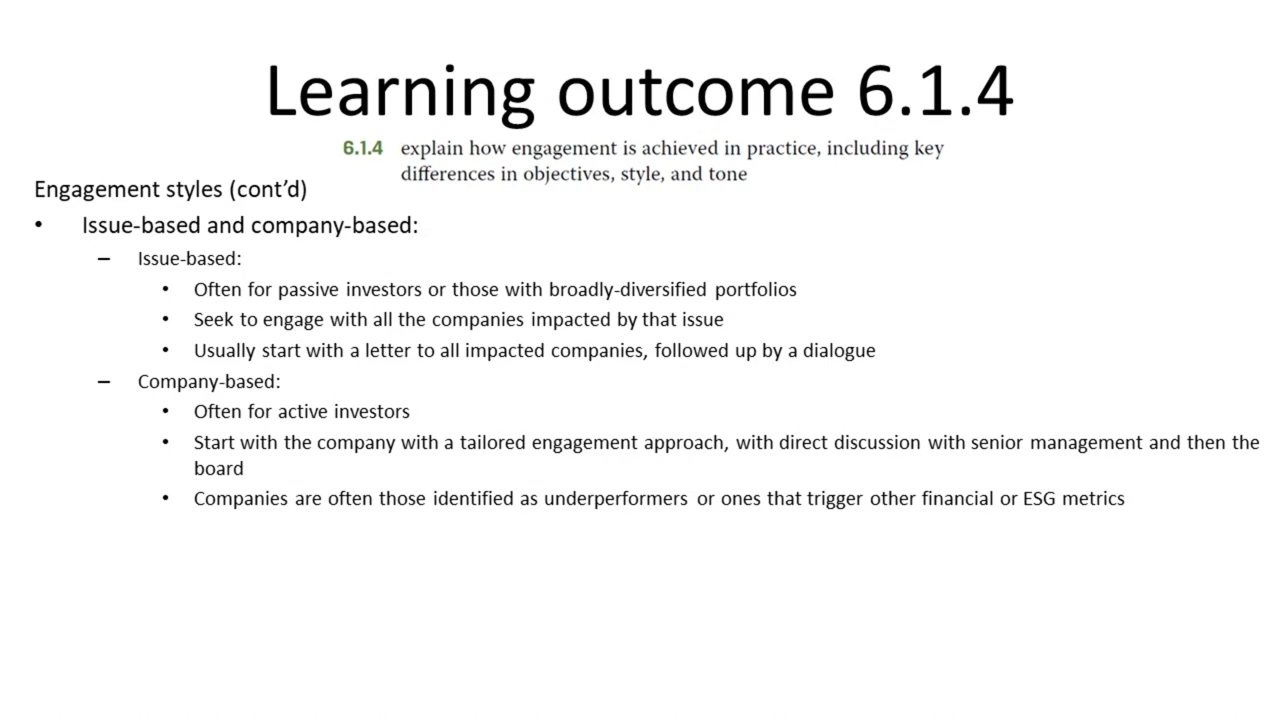 Learning outcome 6.1.4
6.1.4 explain how engagement is achieved in practice, including key
differences in objectives, style, and tone
Engagement styles (cont’d)
• Issue-based and company-based:
– Issue-based:
• Often for passive investors or those with broadly-diversified portfolios
• Seek to engage with all the companies impacted by that issue
• Usually start with a letter to all impacted companies, followed up by a dialogue
– Company-based:
• Often for active investors
• Start with the company with a tailored engagement approach, with direct discussion with senior management and then the
board
• Companies are often those identified as underperformers or ones that trigger other financial or ESG metrics